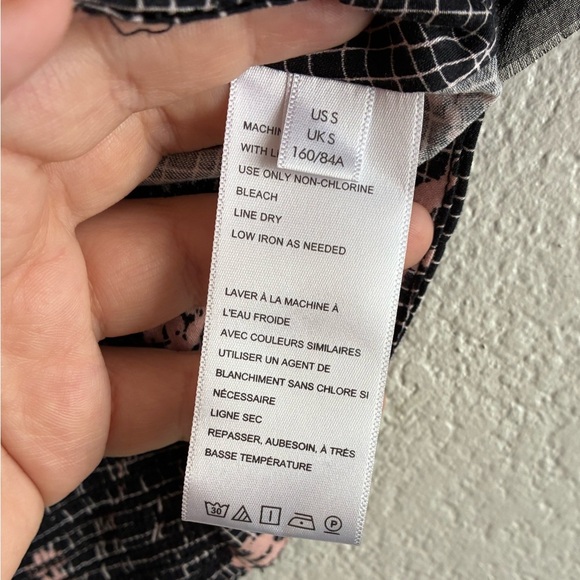 US S
UK S
160/84A
MACHIN
WITH L
USE ONLY NON-CHLORINE
BLEACH
LINE DRY
LOW IRON AS NEEDED
LAVER À LA MACHINE À
L'EAU FROIDE
AVEC COULEURS SIMILAIRES
UTILISER UN AGENT DE
BLANCHIMENT SANS CHLORE SI
NÉCESSAIRE
LIGNE SEC
REPASSER, AUBESOIN, À TRÈS
BASSE TEMPÉRATURE
30 P